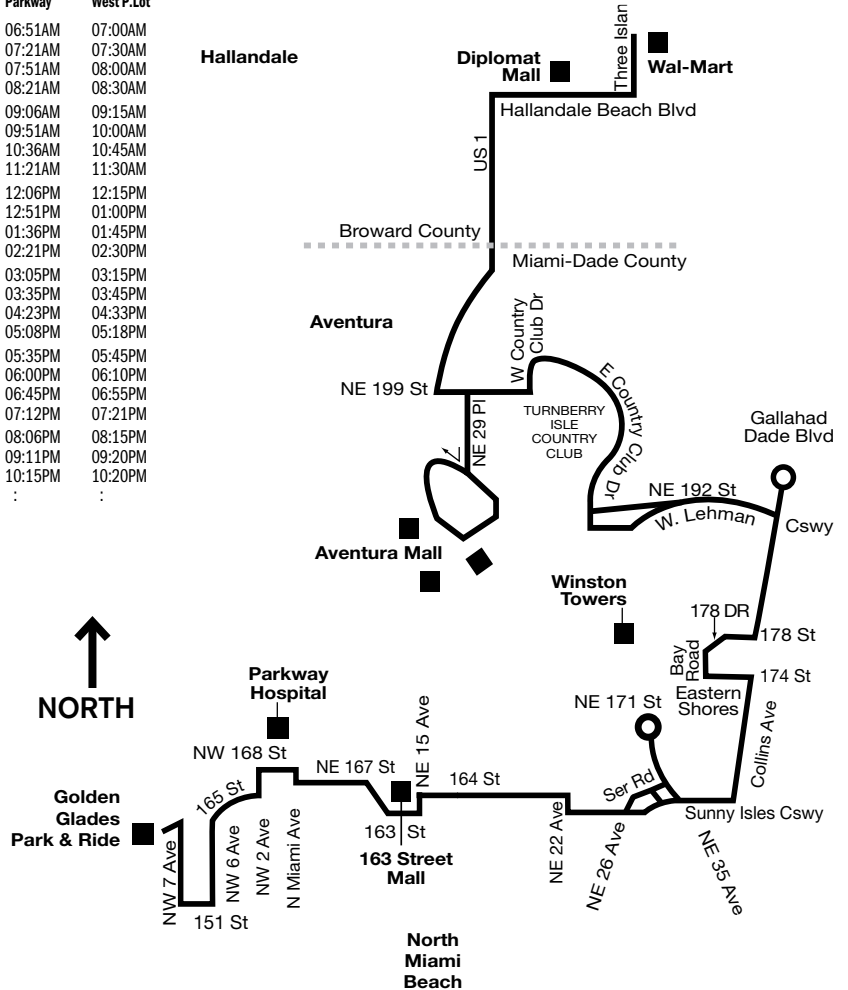 Parkway West P.Lot
06:51AM 07:00AM
07:21AM 07:30AM
07:51AM 08:00AM
08:21AM 08:30AM
09:06AM 09:15AM
09:51AM 10:00AM
10:36AM 10:45AM
11:21AM 11:30AM
12:06PM 12:15PM
12:51PM 01:00PM
01:36PM 01:45PM
02:21PM 02:30PM
03:05PM 03:15PM
03:35PM 03:45PM
04:23PM 04:33PM
05:08PM 05:18PM
05:35PM 05:45PM
06:00PM 06:10PM
06:45PM 06:55PM
07:12PM 07:21PM
08:06PM 08:15PM
09:11PM 09:20PM
10:15PM 10:20PM
: :
Hallandale
Diplomat
Mall
Three Islan
Wal-Mart
Hallandale Beach Blvd
US 1
Broward County
Miami-Dade County
Aventura
W Country
Club Dr
E Country Club Dr
NE 199 St
NE 29 Pl
TURNBERRY
ISLE
COUNTRY
CLUB
Gallahad
Dade Blvd
NE 192 St
W. Lehman
Cswy
Aventura Mall
Winston
Towers
178 DR
178 St
Bay
Road
174 St
Eastern
Shores
NORTH
Parkway
Hospital
NE 171 St
NE 15 Ave
Collins Ave
NW 168 St
NE 167 St
164 St
Ser Rd
165 St
Golden
Glades
Park & Ride
Sunny Isles Cswy
163 St
163 Street
Mall
NW 7 Ave
NW 6 Ave
NW 2 Ave
N Miami Ave
NE 22 Ave
NE 26 Ave
NE 35 Ave
151 St
North
Miami
Beach